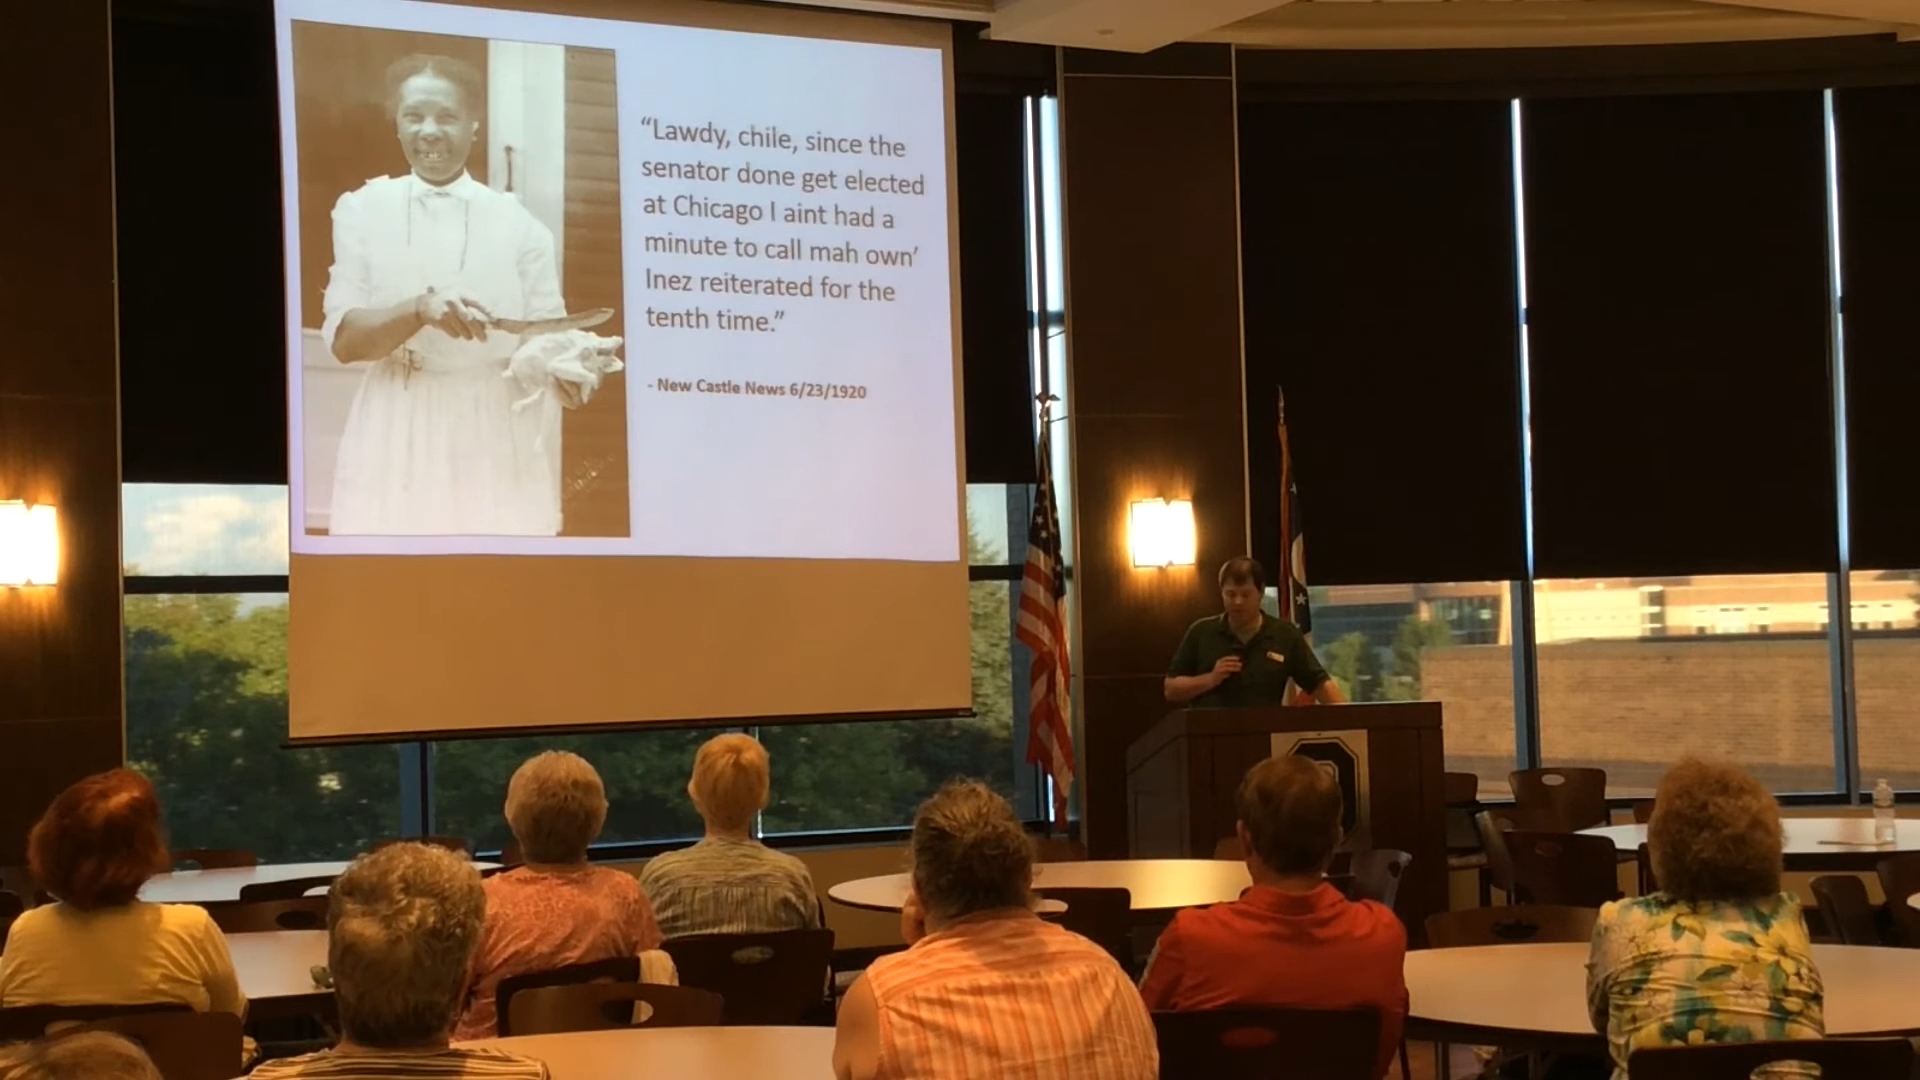 “Lawdy, chile, since the
senator done get elected
at Chicago I aint had a
minute to call mah own’
Inez reiterated for the
tenth time.”
- New Castle News 6/23/1920